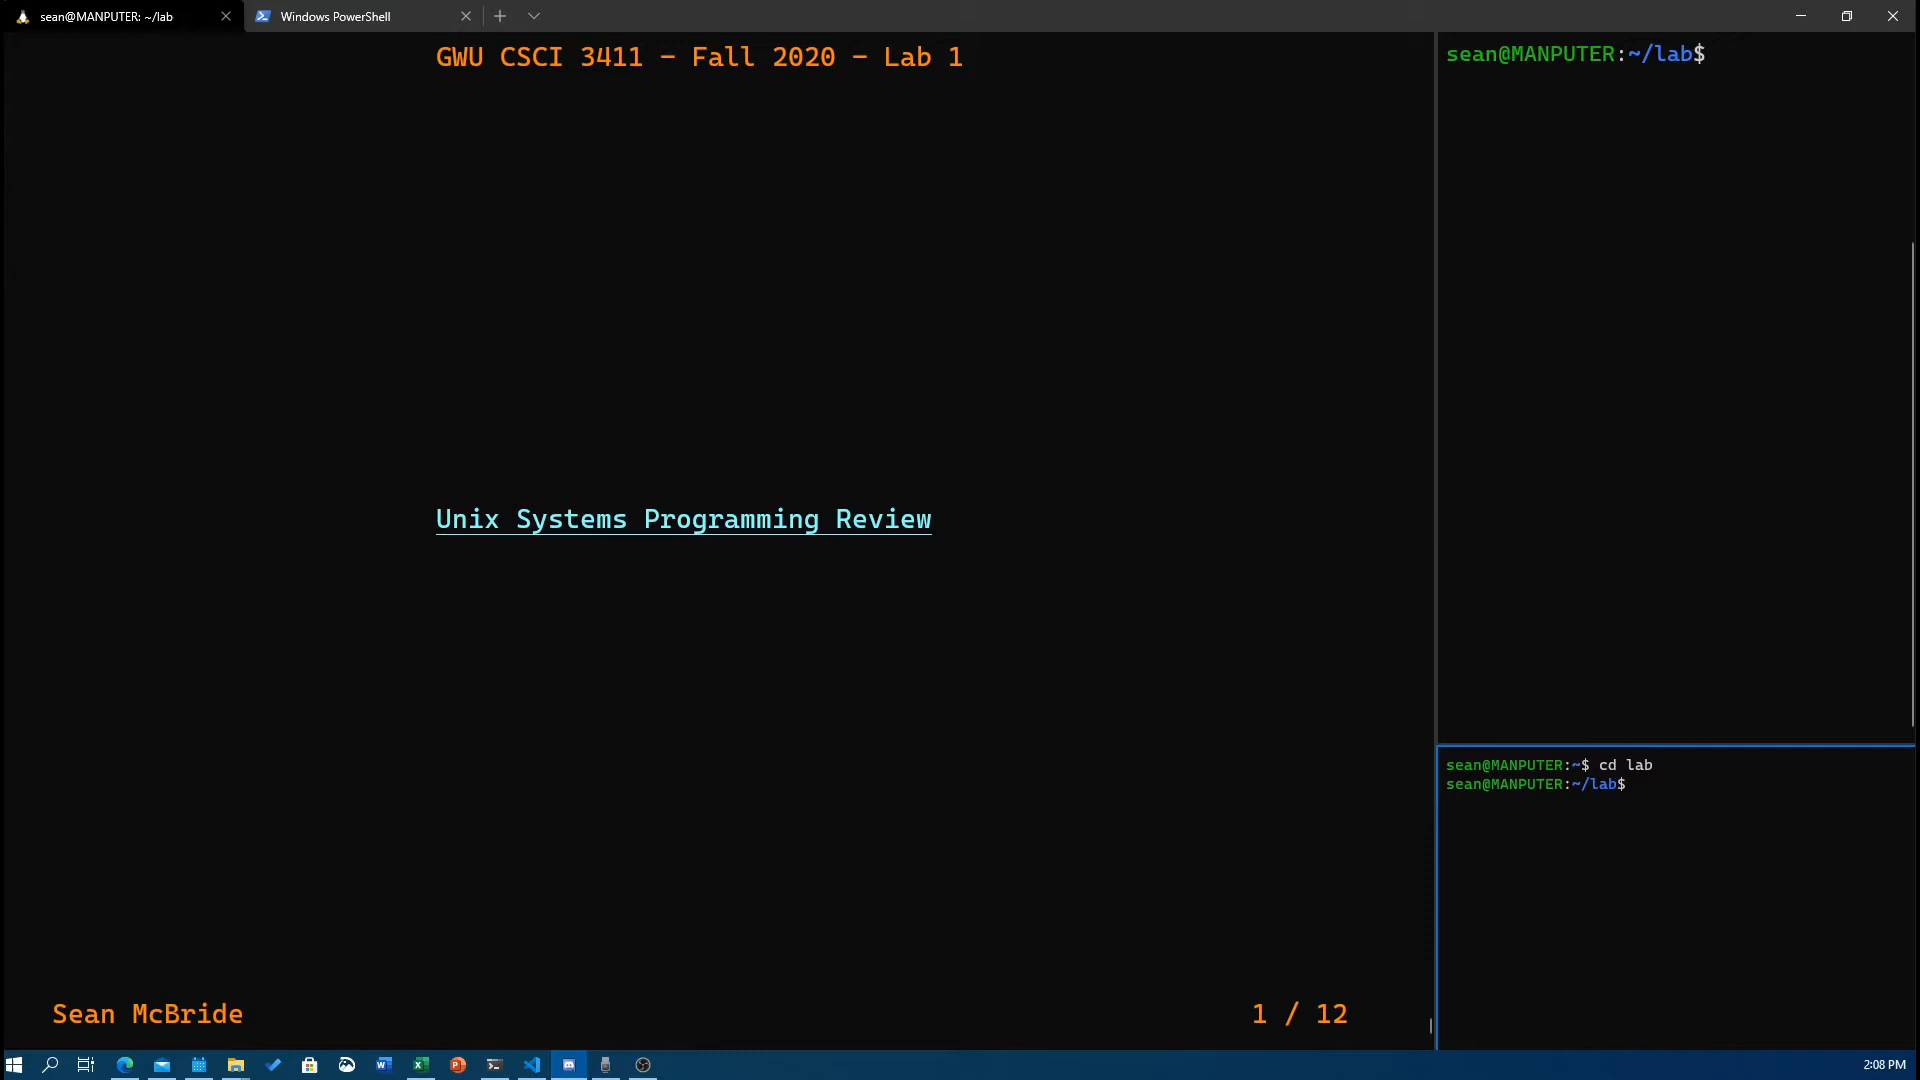 sean@MANPUTER: ~/lab
Windows PowerShell
GWU CSCI 3411 - Fall 2020 - Lab 1
Unix Systems Programming Review
Sean McBride
1 / 12
sean@MANPUTER:~/lab$
sean@MANPUTER:~$ cd lab
sean@MANPUTER:~/lab$
2:08 PM